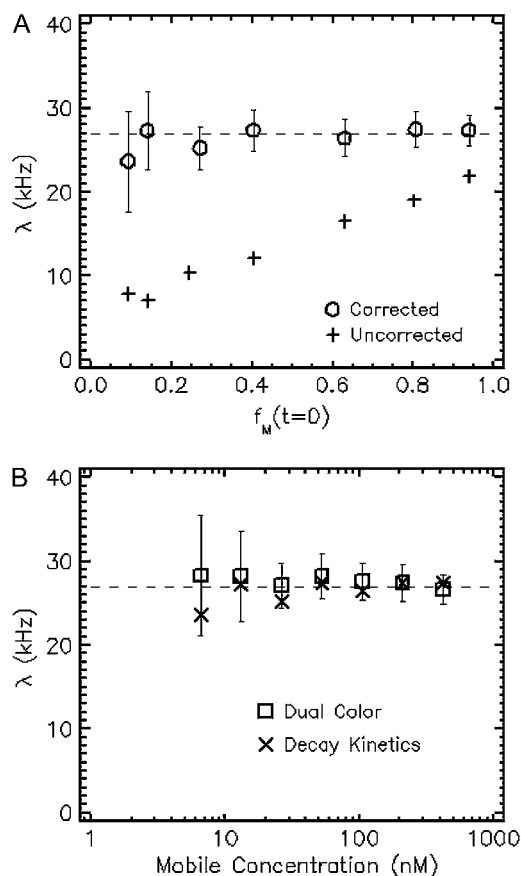 A
40
30
20
10
0
λ (kHz)
Corrected
Uncorrected
0.0 0.2 0.4 0.6 0.8 1.0
f_M(t=0)
B
40
30
20
10
0
λ (kHz)
Dual Color
Decay Kinetics
1 10 100 1000
Mobile Concentration (nM)